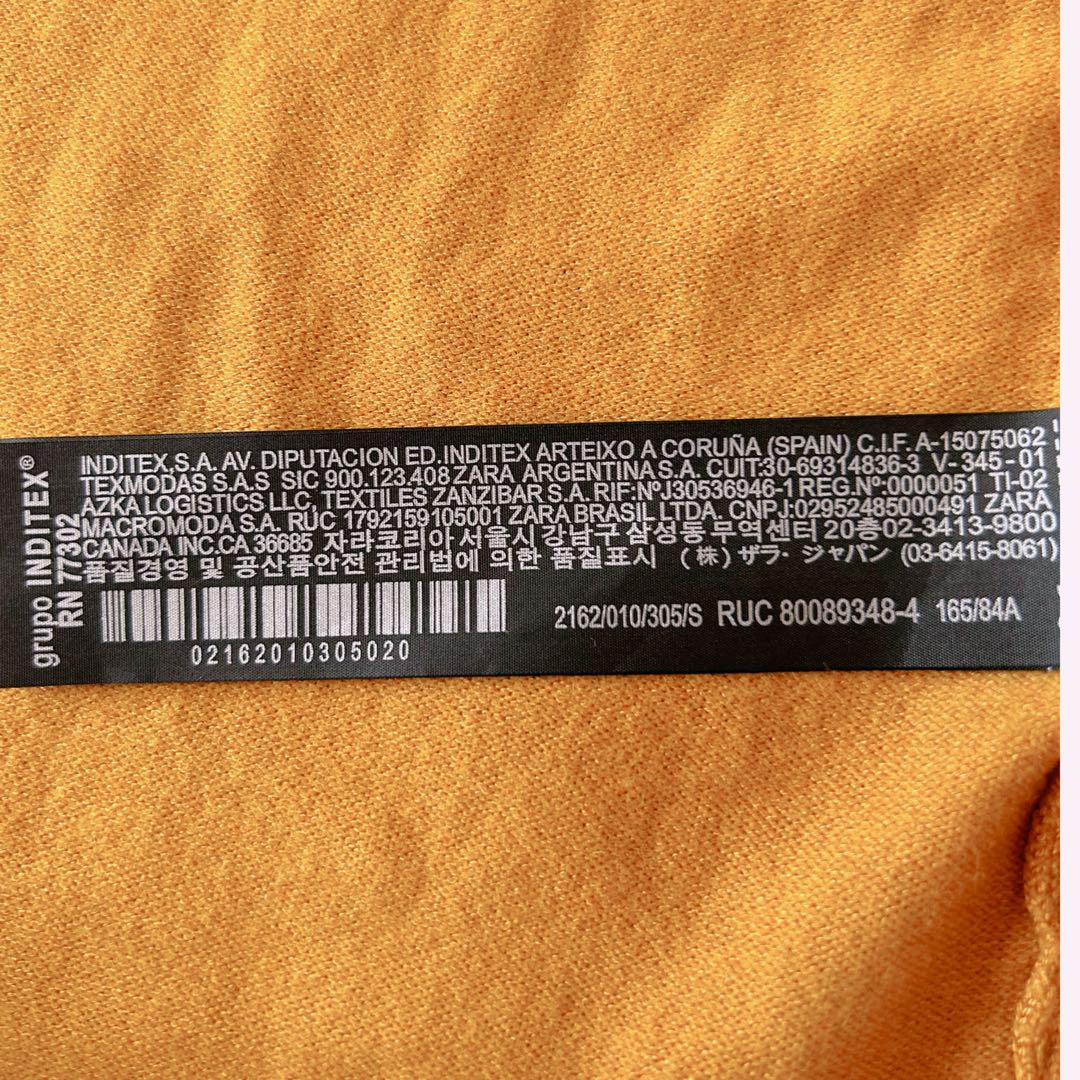 grupo INDITEX®
RN 77302
INDITEX,S.A. AV. DIPUTACION ED. INDITEX ARTEIXO A CORUÑA (SPAIN) C.I.F. A-15075062
TEXMODAS S.A.S SIC 900.123.408 ZARA ARGENTINA S.A. CUIT:30-69314836-3 V-345-01
AZKA LOGISTICS LLC, TEXTILES ZANZIBAR S.A. RIF:NºJ30536946-1 REG.Nº:0000051 TI-02
MACROMODA S.A. RUC 1792159105001 ZARA BRASIL LTDA. CNPJ:02952485000491 ZARA
CANADA INC.CA 36685 자라코리아 서울시 강남구 삼성동 무역센터 20층 02-3413-9800
품질경영 및 공산품안전 관리법에 의한 품질표시 (株) ザラ・ジャパン (03-6415-8061)
2162/010/305/S RUC 80089348-4 165/84A
02162010305020